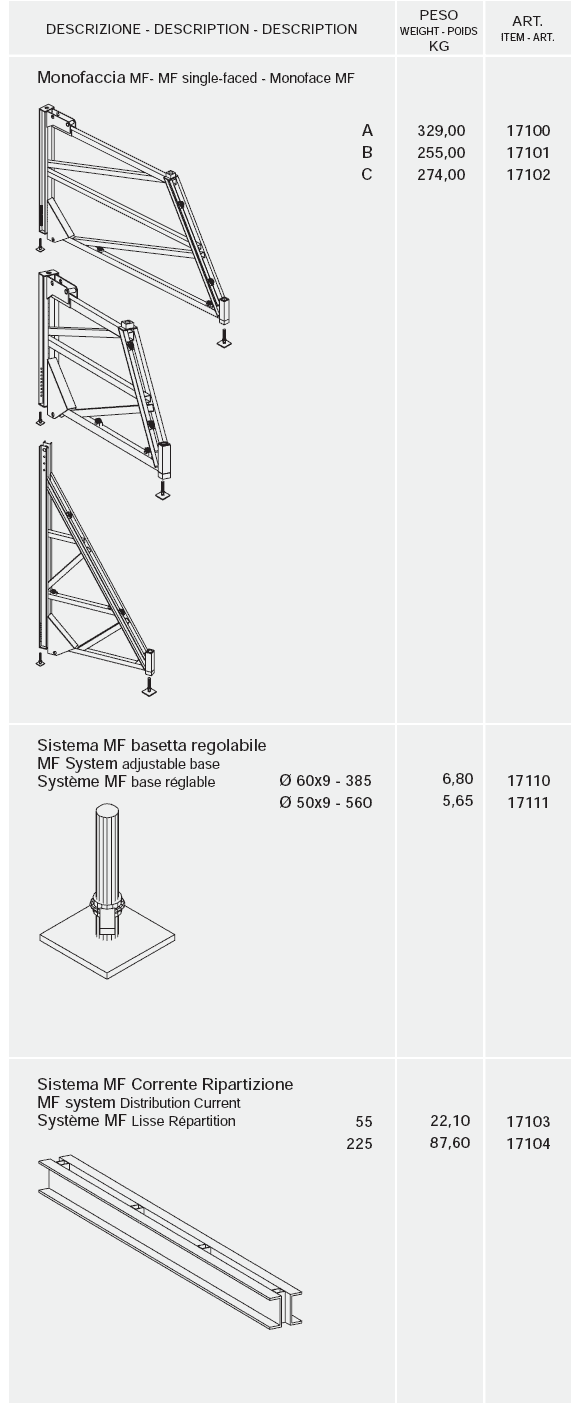 DESCRIZIONE - DESCRIPTION - DESCRIPTION
PESO
WEIGHT - POIDS
KG
ART.
ITEM - ART.
Monofaccia MF- MF single-faced - Monoface MF
A 329,00 17100
B 255,00 17101
C 274,00 17102
Sistema MF basetta regolabile
MF System adjustable base
Système MF base réglable Ø 60x9 - 385 6,80 17110
Ø 50x9 - 560 5,65 17111
Sistema MF Corrente Ripartizione
MF system Distribution Current
Système MF Lisse Répartition 55 22,10 17103
225 87,60 17104